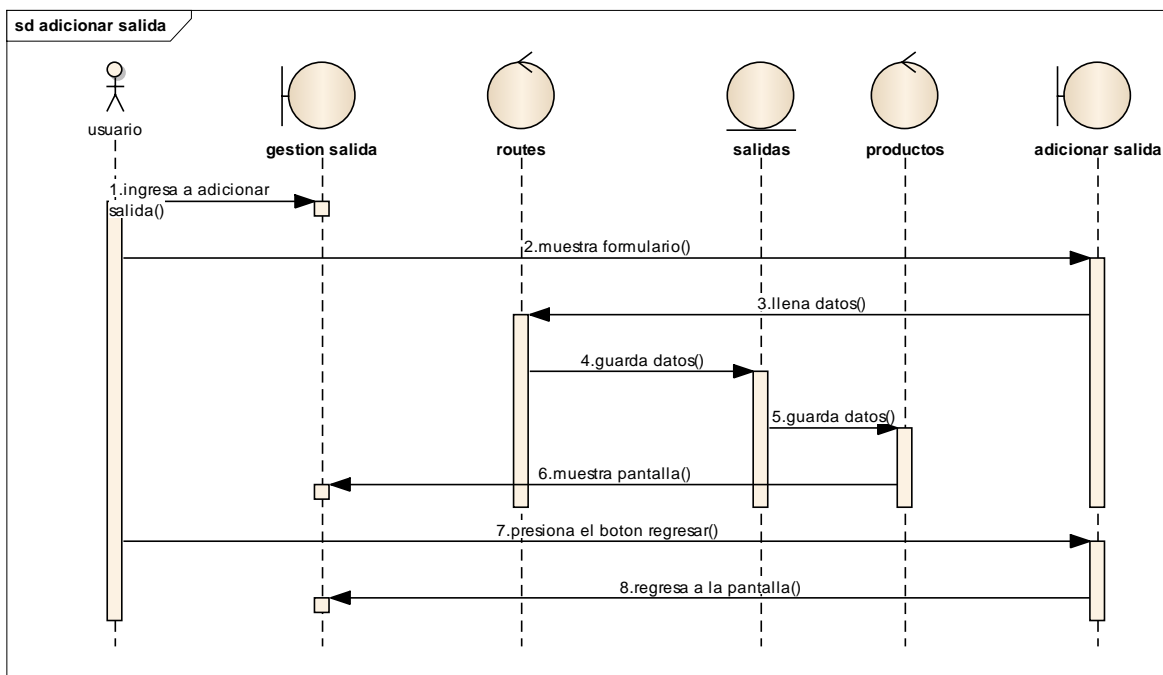 sd adicionar salida
usuario
gestion salida
routes
salidas
productos
adicionar salida
1.ingresa a adicionar
salida()
2.muestra formulario()
3.llena datos()
4.guarda datos()
5.guarda datos()
6.muestra pantalla()
7.presiona el boton regresar()
8.regresa a la pantalla()